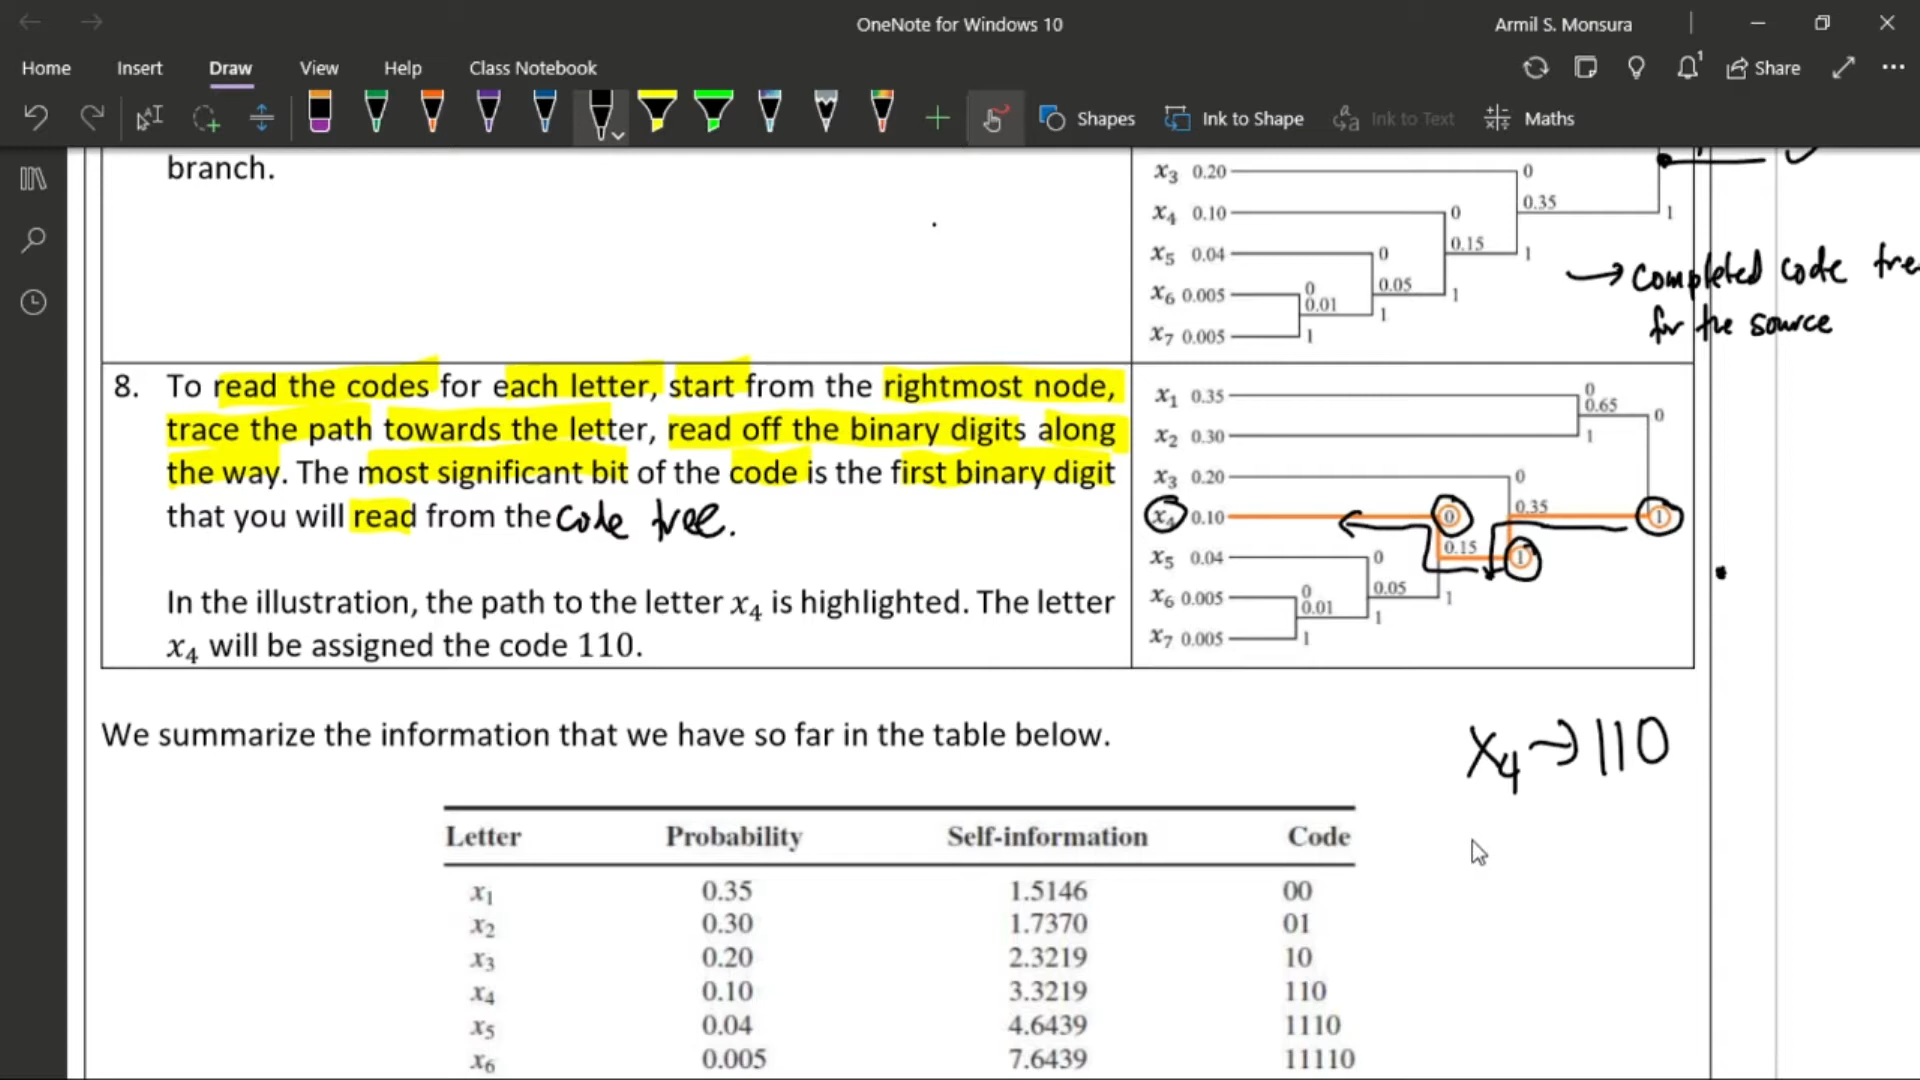 OneNote for Windows 10
Armil S. Monsura
Home Insert Draw View Help Class Notebook
1
Share
Shapes
Ink to Shape
Ink to Text
Maths
branch.
x3 0.20 0
0.35
x4 0.10 0 1
0.15
x5 0.04 0 1
0.05
x6 0.005 0 1
0.01
1
x7 0.005 1
→ Completed code tre
for the source
8. To read the codes for each letter, start from the rightmost node,
trace the path towards the letter, read off the binary digits along
the way. The most significant bit of the code is the first binary digit
that you will read from the code tree.
In the illustration, the path to the letter x4 is highlighted. The letter
x4 will be assigned the code 110.
x1 0.35 0
0.65
0
x2 0.30 1
x3 0.20 0
0.35
x4 0.10 0 1
0.15
x5 0.04 0 1
0.05
x6 0.005 0 1
0.01
1
x7 0.005 1
We summarize the information that we have so far in the table below.
x4 → 110
Letter Probability Self-information Code
x1 0.35 1.5146 00
x2 0.30 1.7370 01
x3 0.20 2.3219 10
x4 0.10 3.3219 110
x5 0.04 4.6439 1110
x6 0.005 7.6439 11110